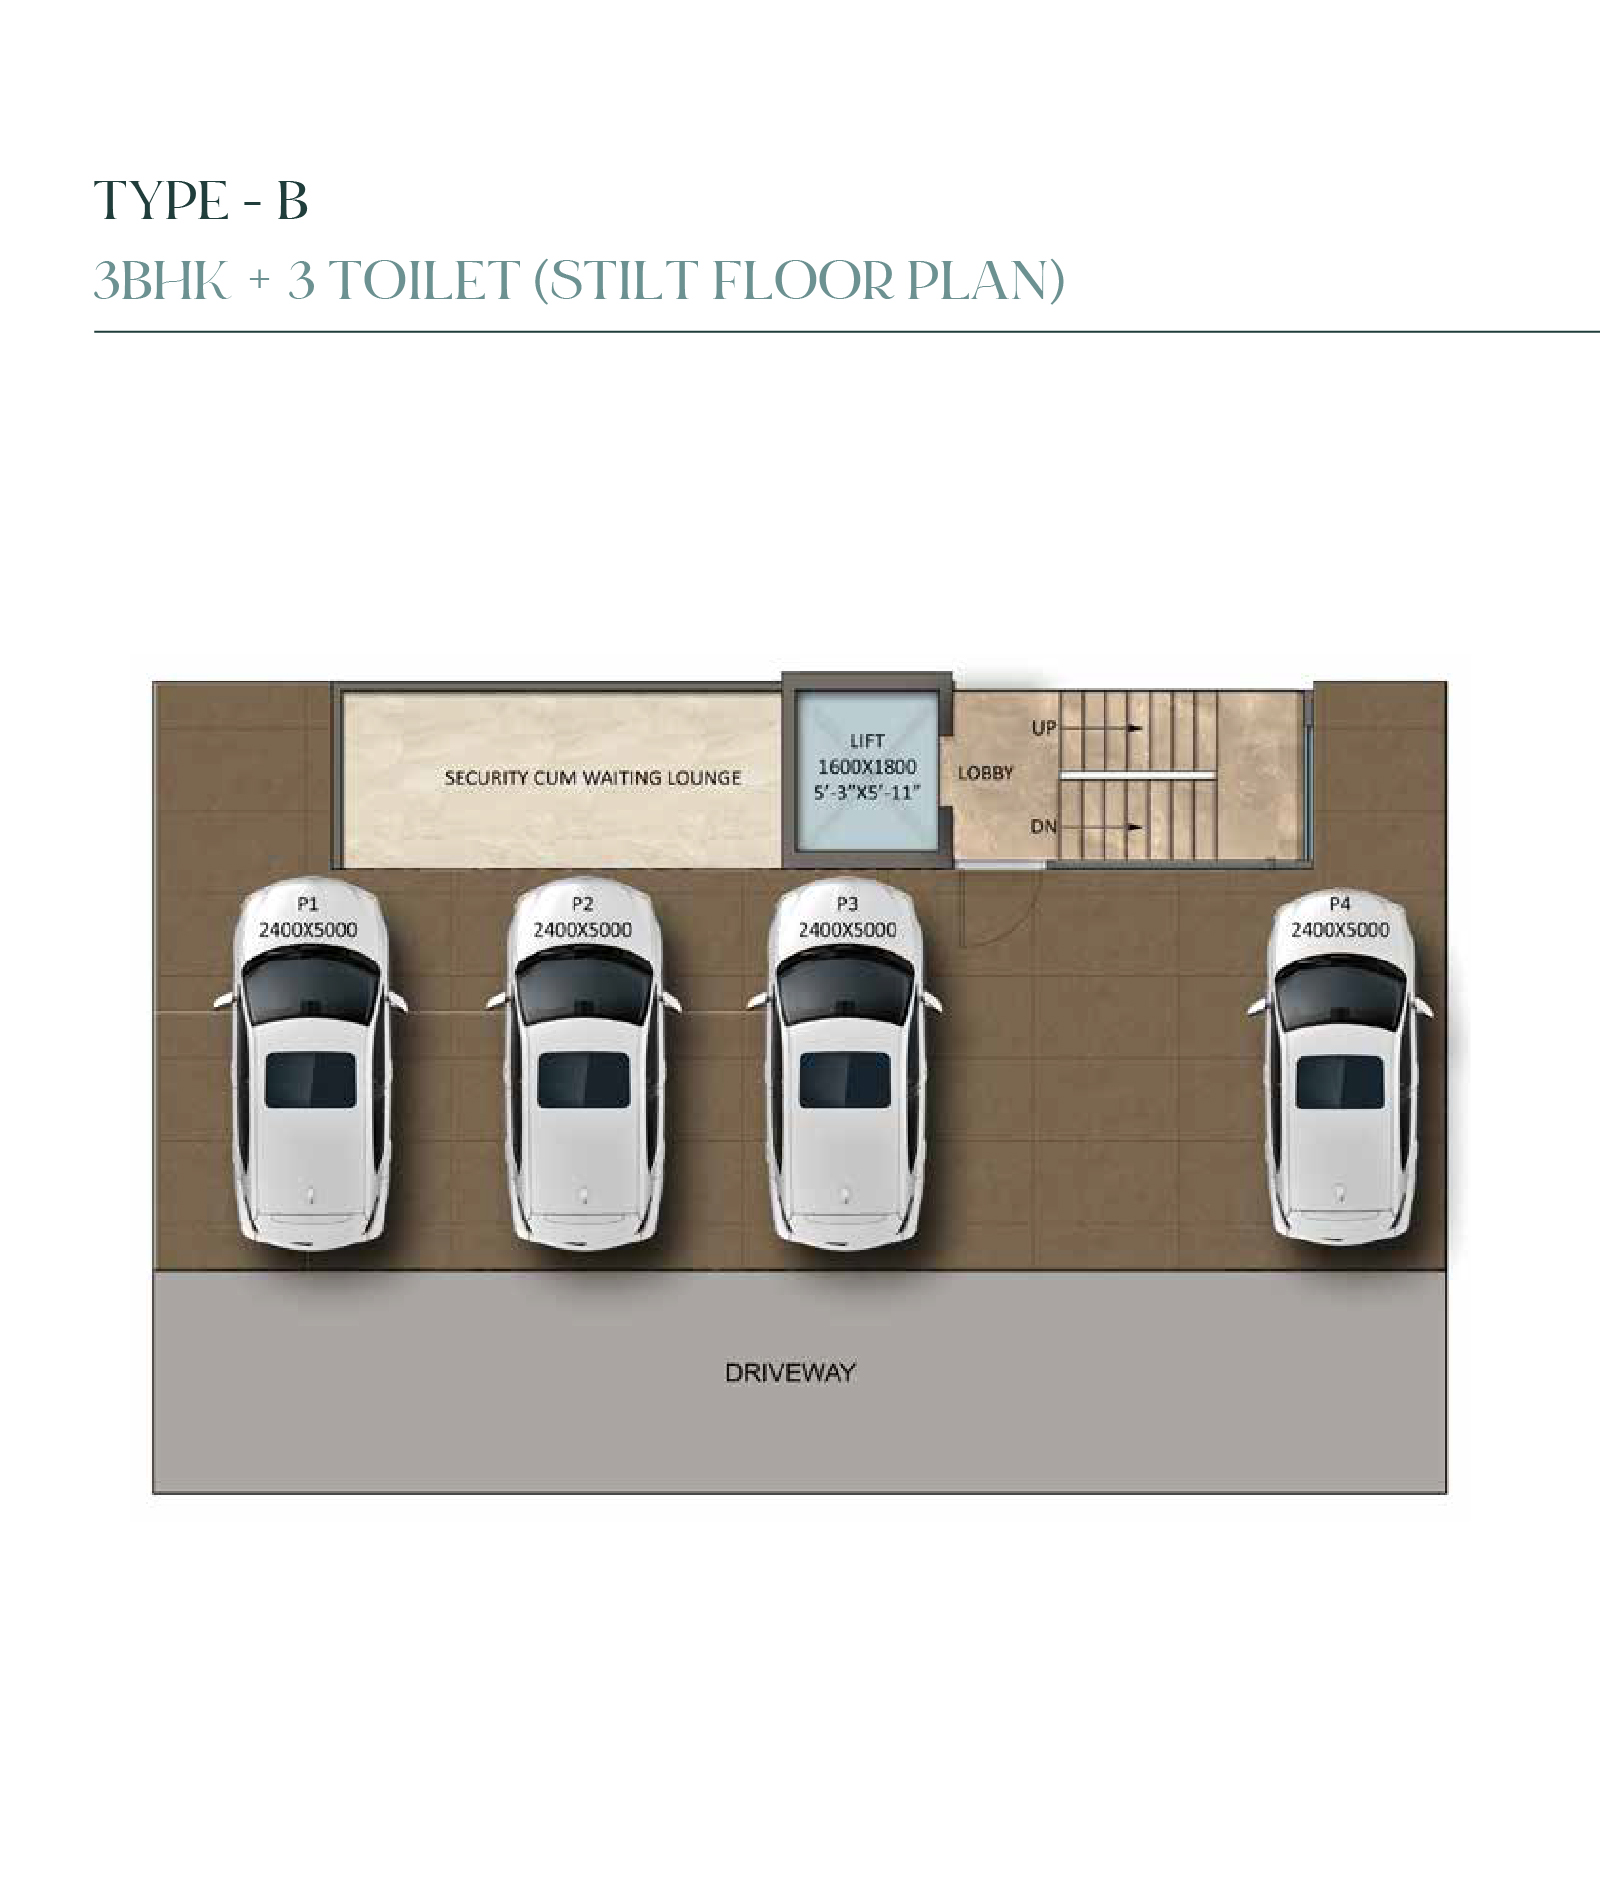 TYPE - B
3BHK + 3 TOILET (STILT FLOOR PLAN)
SECURITY CUM WAITING LOUNGE
LIFT
1600X1800
5'-3"X5'-11"
LOBBY
UP
DN
P1
2400X5000
P2
2400X5000
P3
2400X5000
P4
2400X5000
DRIVEWAY